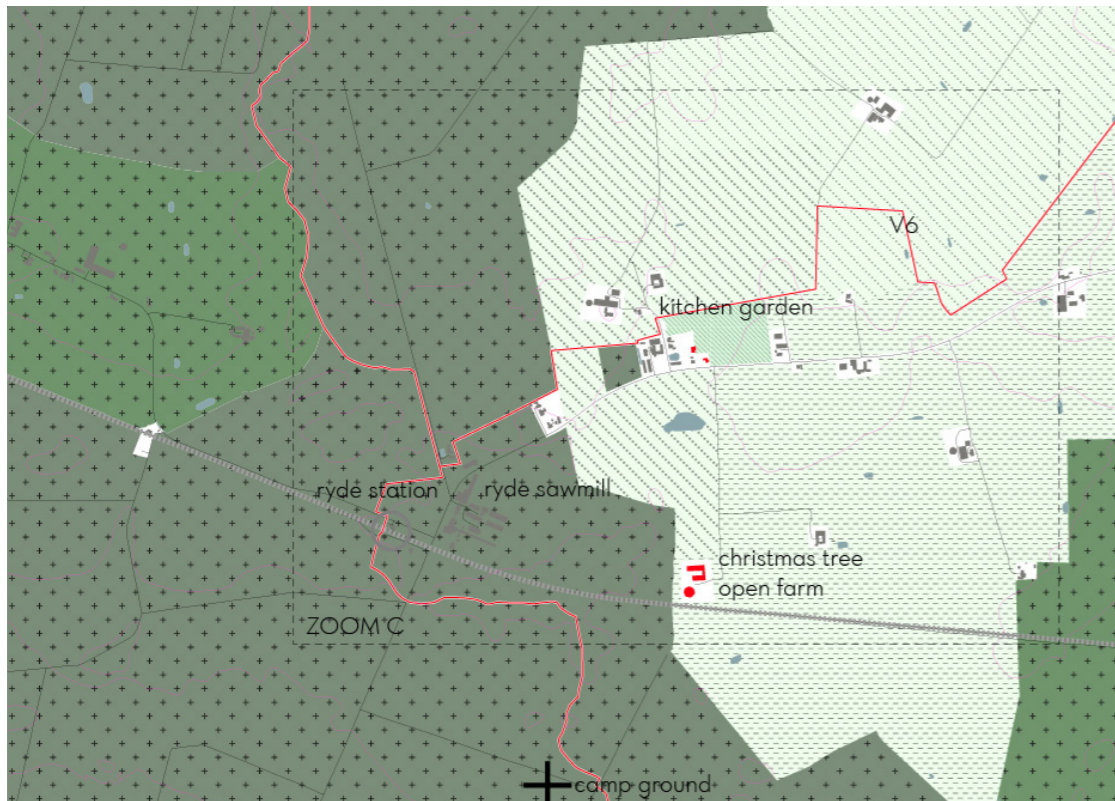 V6
kitchen garden
ryde station
ryde sawmill
christmas tree
open farm
ZOOM C
camp ground